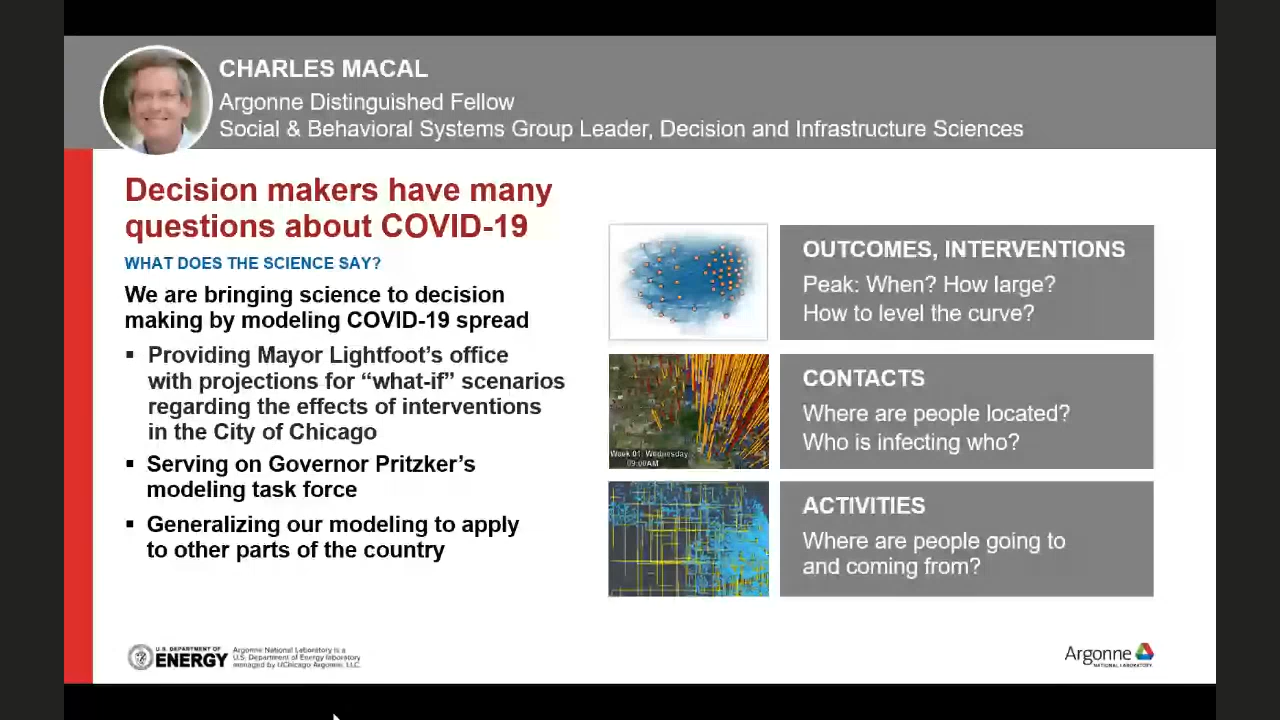 CHARLES MACAL
Argonne Distinguished Fellow
Social & Behavioral Systems Group Leader, Decision and Infrastructure Sciences
Decision makers have many
questions about COVID-19
WHAT DOES THE SCIENCE SAY?
We are bringing science to decision
making by modeling COVID-19 spread
▪ Providing Mayor Lightfoot’s office
with projections for “what-if” scenarios
regarding the effects of interventions
in the City of Chicago
▪ Serving on Governor Pritzker’s
modeling task force
▪ Generalizing our modeling to apply
to other parts of the country
OUTCOMES, INTERVENTIONS
Peak: When? How large?
How to level the curve?
Week 01, Wednesday
09:00AM
CONTACTS
Where are people located?
Who is infecting who?
ACTIVITIES
Where are people going to
and coming from?
U.S. DEPARTMENT OF
ENERGY
Argonne National Laboratory is a
U.S. Department of Energy laboratory
managed by UChicago Argonne, LLC.
Argonne
NATIONAL LABORATORY